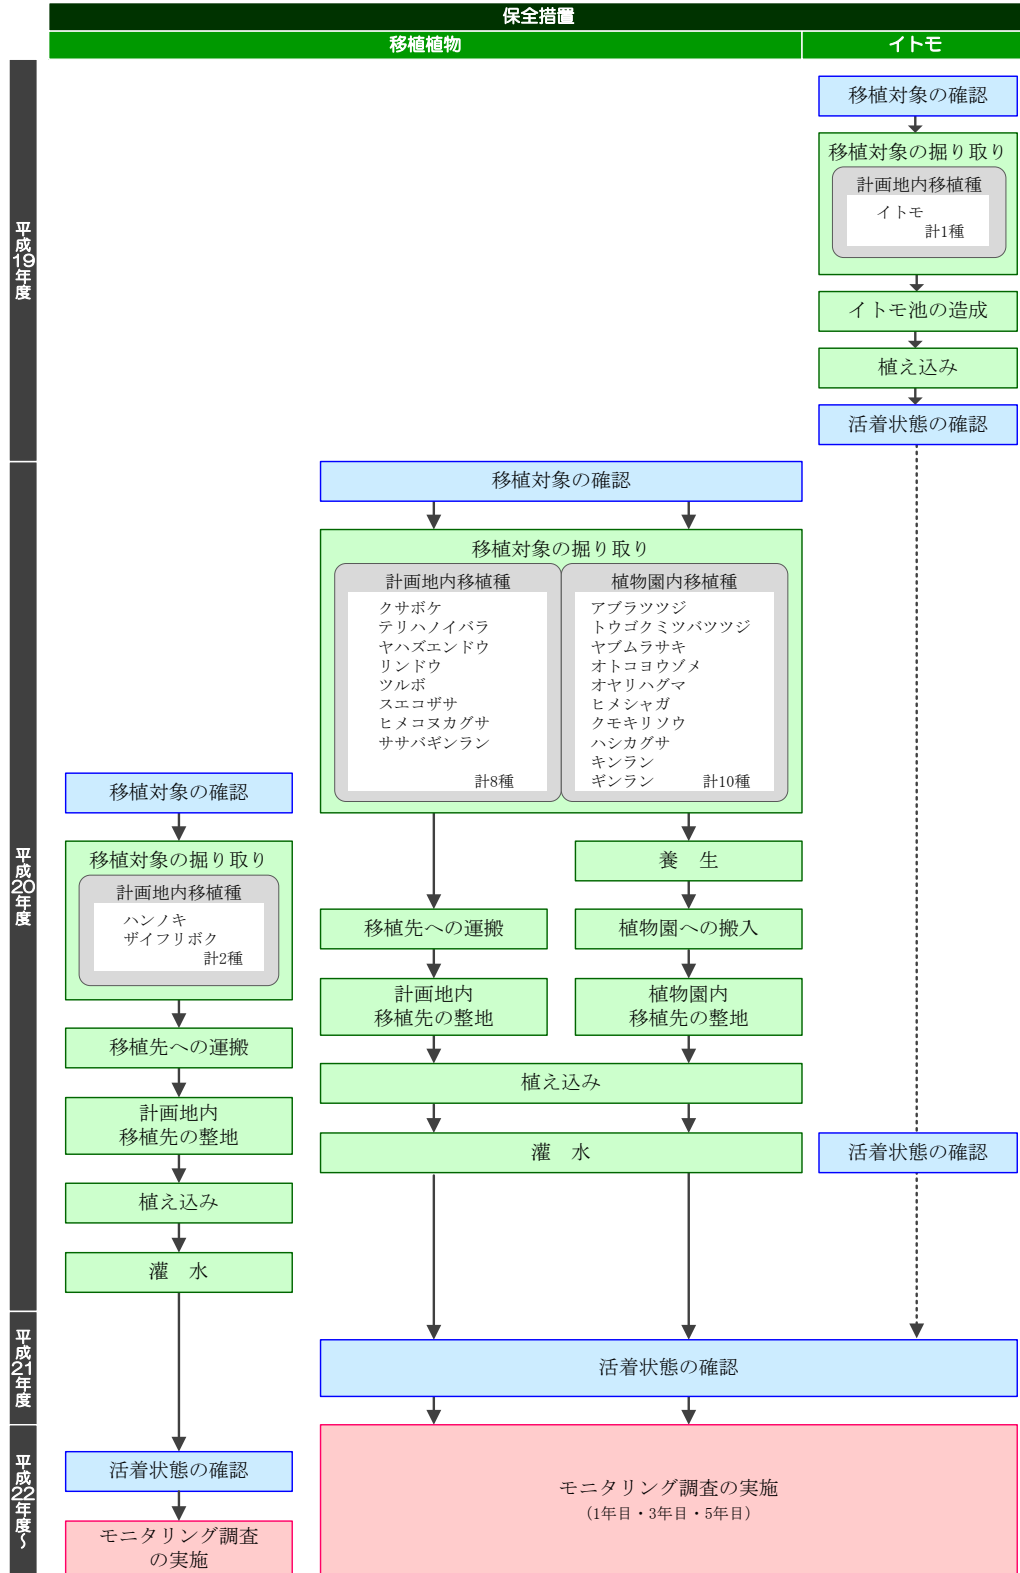 保全措置
移植植物
イトモ
平成19年度
移植対象の確認
移植対象の掘り取り
計画地内移植種
イトモ
計1種
イトモ池の造成
植え込み
活着状態の確認
平成20年度
移植対象の確認
移植対象の掘り取り
計画地内移植種
クサボケ
テリハノイバラ
ヤハズエンドウ
リンドウ
ツルボ
スエコザサ
ヒメコヌカグサ
ササバギンラン
計8種
植物園内移植種
アブラツツジ
トウゴクミツバツツジ
ヤブムラサキ
オトコヨウゾメ
オヤリハグマ
ヒメシャガ
クモキリソウ
ハシカグサ
キンラン
ギンラン 計10種
移植対象の確認
移植対象の掘り取り
計画地内移植種
ハンノキ
ザイフリボク
計2種
移植先への運搬
計画地内
移植先の整地
植え込み
灌 水
養 生
移植先への運搬
植物園への搬入
計画地内
移植先の整地
植物園内
移植先の整地
植え込み
灌 水
活着状態の確認
平成21年度
活着状態の確認
平成22年度～
活着状態の確認
モニタリング調査
の実施
モニタリング調査の実施
(1年目・3年目・5年目)